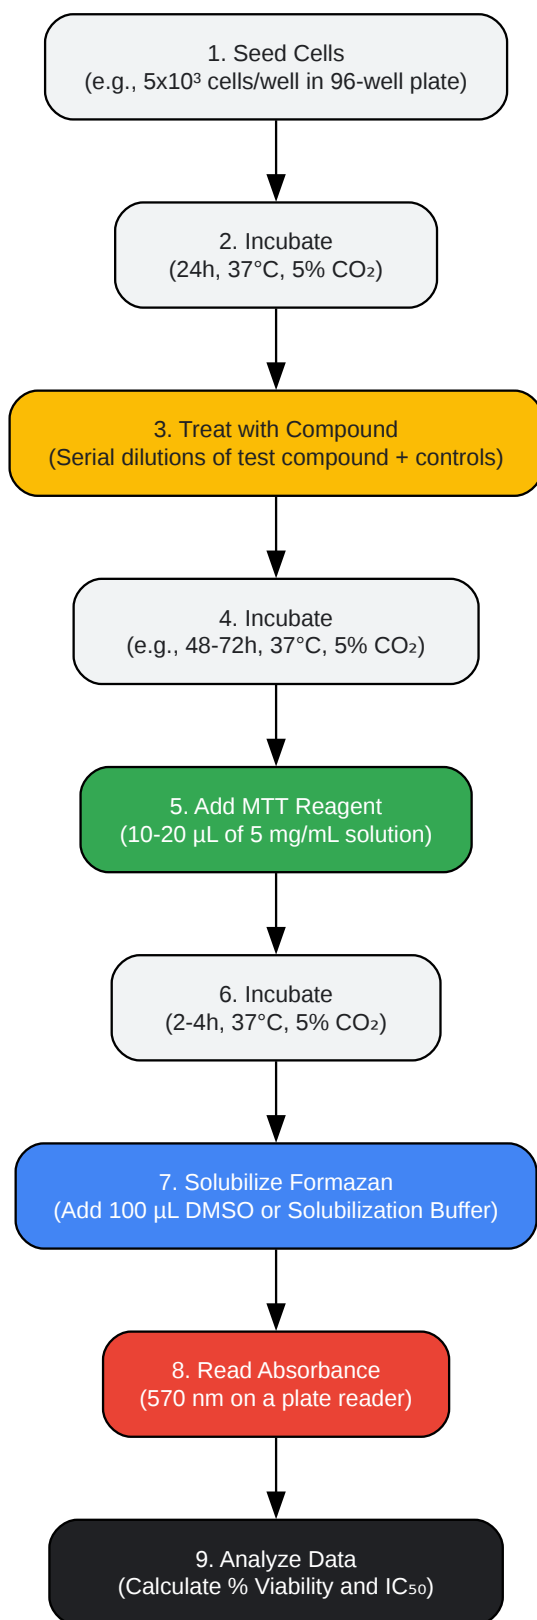 1. Seed Cells
(e.g., 5x10³ cells/well in 96-well plate)
2. Incubate
(24h, 37°C, 5% CO₂)
3. Treat with Compound
(Serial dilutions of test compound + controls)
4. Incubate
(e.g., 48-72h, 37°C, 5% CO₂)
5. Add MTT Reagent
(10-20 µL of 5 mg/mL solution)
6. Incubate
(2-4h, 37°C, 5% CO₂)
7. Solubilize Formazan
(Add 100 µL DMSO or Solubilization Buffer)
8. Read Absorbance
(570 nm on a plate reader)
9. Analyze Data
(Calculate % Viability and IC₅₀)